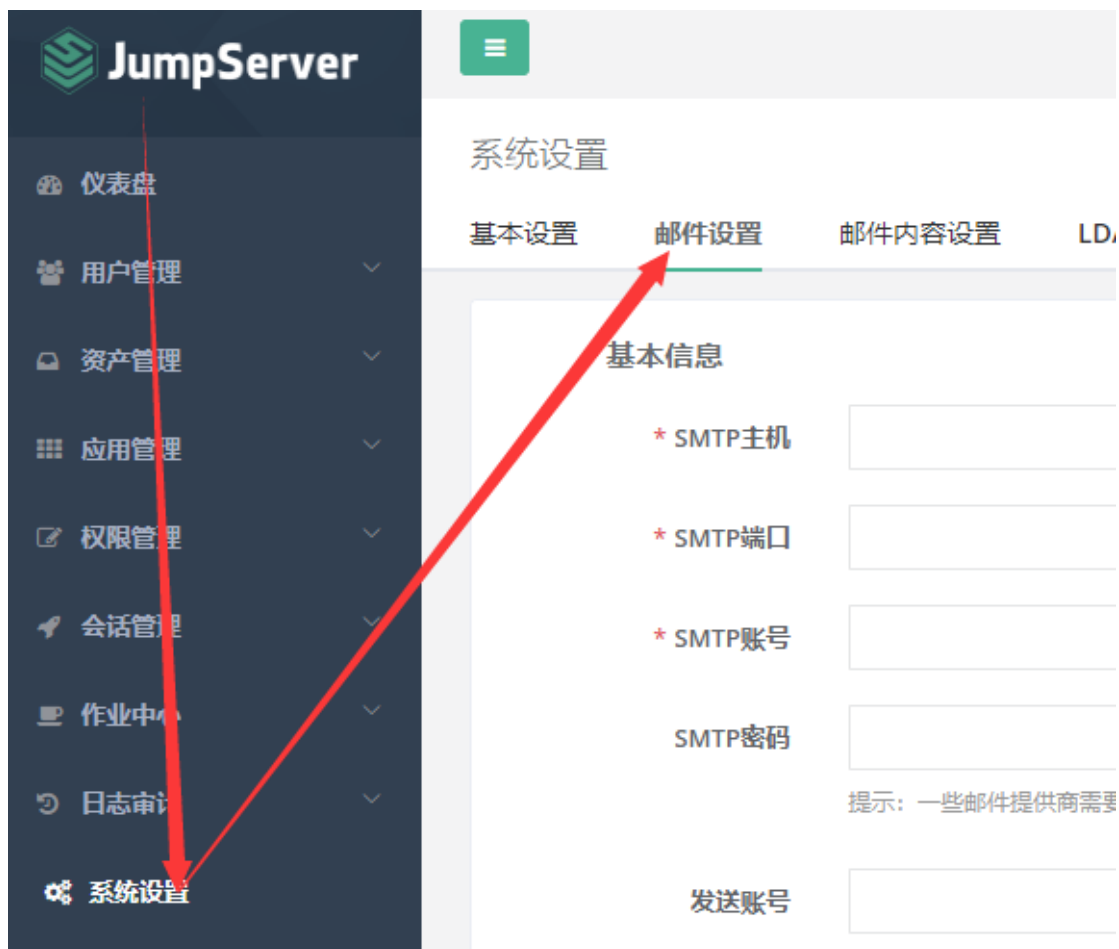 JumpServer
仪表盘
用户管理
资产管理
应用管理
权限管理
会话管理
作业中心
日志审计
系统设置
系统设置
基本设置 邮件设置 邮件内容设置 LDA
基本信息
* SMTP主机
* SMTP端口
* SMTP账号
SMTP密码
提示：一些邮件提供商需要
发送账号